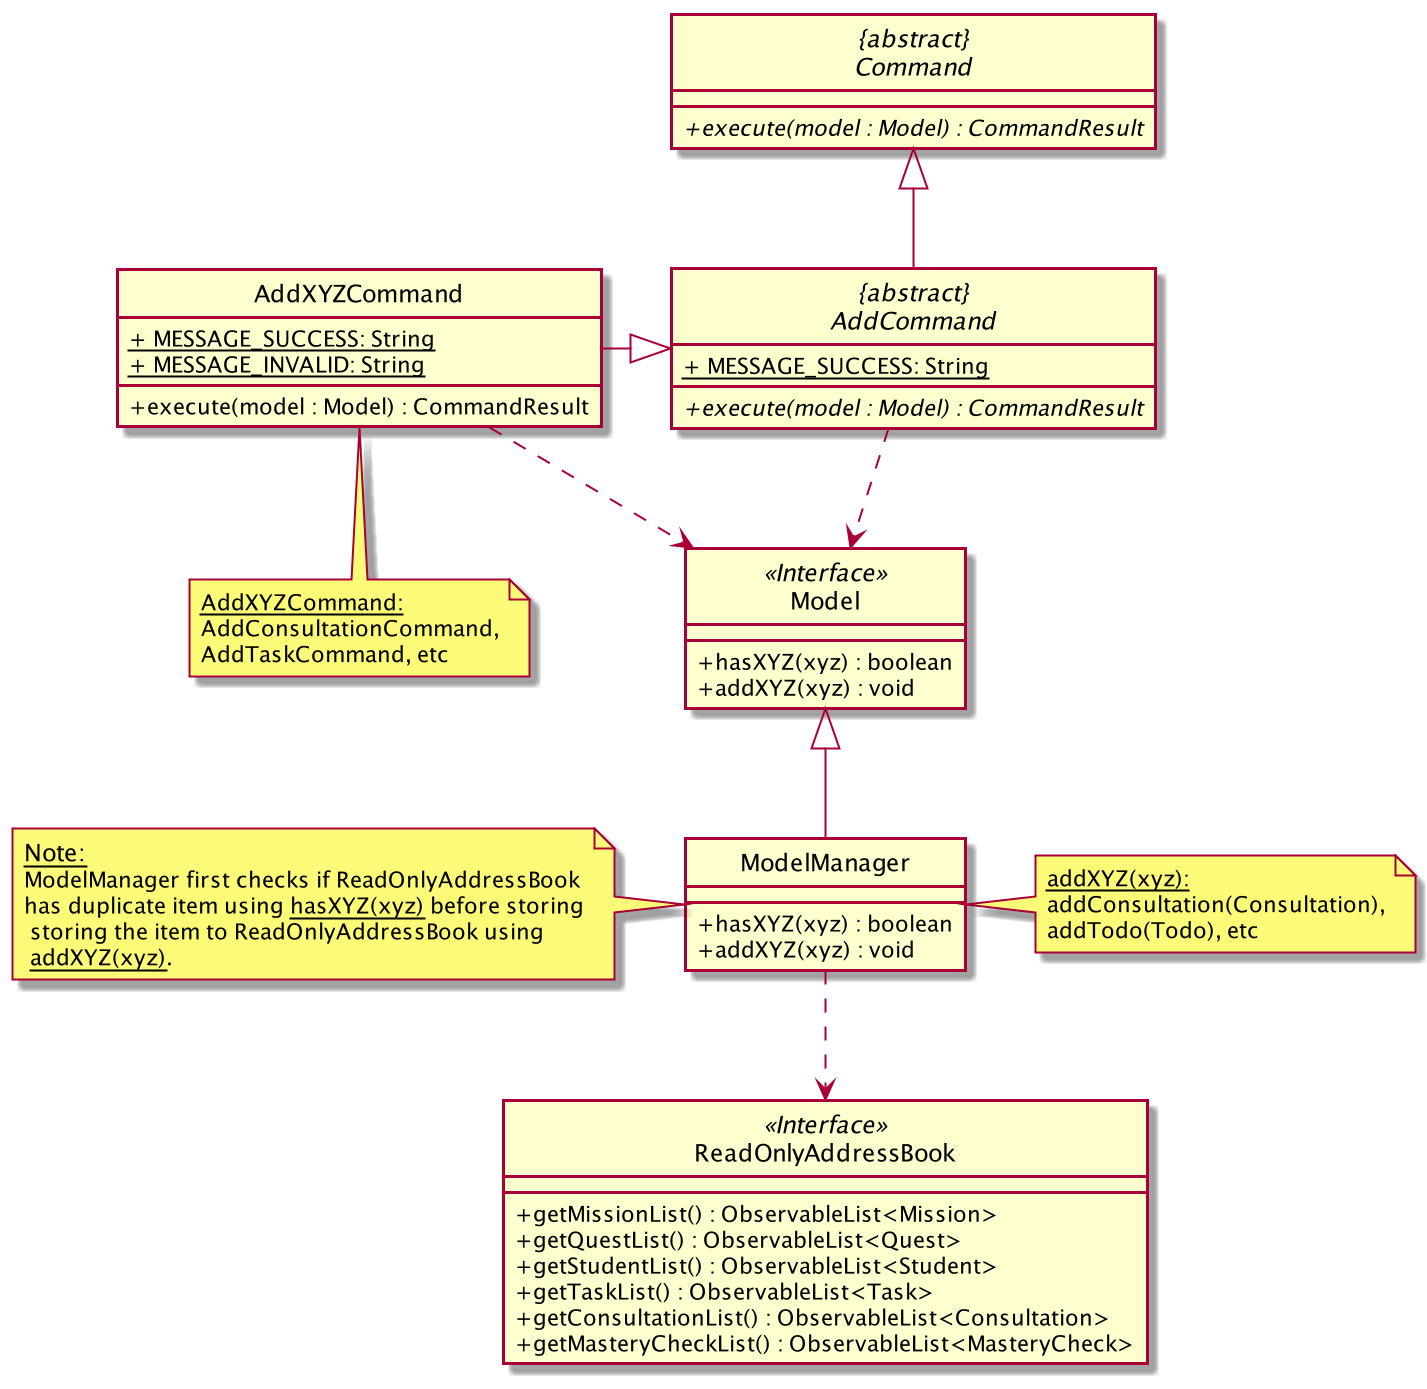 {abstract}
Command
+execute(model : Model) : CommandResult
AddXYZCommand
+ MESSAGE_SUCCESS: String
+ MESSAGE_INVALID: String
+execute(model : Model) : CommandResult
{abstract}
AddCommand
+ MESSAGE_SUCCESS: String
+execute(model : Model) : CommandResult
AddXYZCommand:
AddConsultationCommand,
AddTaskCommand, etc
«Interface»
Model
+hasXYZ(xyz) : boolean
+addXYZ(xyz) : void
Note:
ModelManager first checks if ReadOnlyAddressBook
has duplicate item using hasXYZ(xyz) before storing
storing the item to ReadOnlyAddressBook using
addXYZ(xyz).
ModelManager
+hasXYZ(xyz) : boolean
+addXYZ(xyz) : void
addXYZ(xyz):
addConsultation(Consultation),
addTodo(Todo), etc
«Interface»
ReadOnlyAddressBook
+getMissionList() : ObservableList<Mission>
+getQuestList() : ObservableList<Quest>
+getStudentList() : ObservableList<Student>
+getTaskList() : ObservableList<Task>
+getConsultationList() : ObservableList<Consultation>
+getMasteryCheckList() : ObservableList<MasteryCheck>